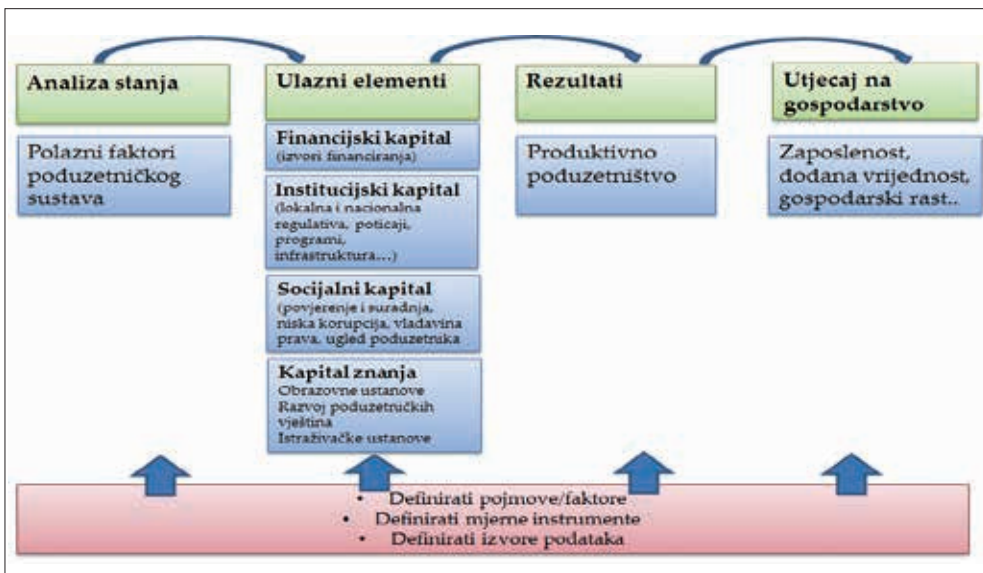 Analiza stanja
Polazni faktori
poduzetničkog
sustava
Ulazni elementi
Financijski kapital
(izvori financiranja)
Institucijski kapital
(lokalna i nacionalna
regulativa, poticaji,
programi,
infrastruktura...)
Socijalni kapital
(povjerenje i suradnja,
niska korupcija, vladavina
prava, ugled poduzetnika
Kapital znanja
Obrazovne ustanove
Razvoj poduzetničkih
vještina
Istraživačke ustanove
Rezultati
Produktivno
poduzetništvo
Utjecaj na
gospodarstvo
Zaposlenost,
dodana vrijednost,
gospodarski rast..
• Definirati pojmove/faktore
• Definirati mjerne instrumente
• Definirati izvore podataka